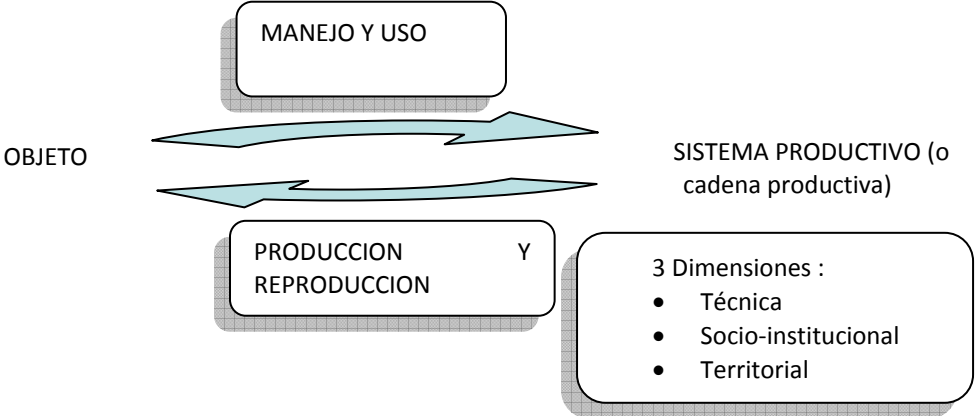 MANEJO Y USO
OBJETO
SISTEMA PRODUCTIVO (o
cadena productiva)
PRODUCCION Y
REPRODUCCION
3 Dimensiones :
• Técnica
• Socio-institucional
• Territorial